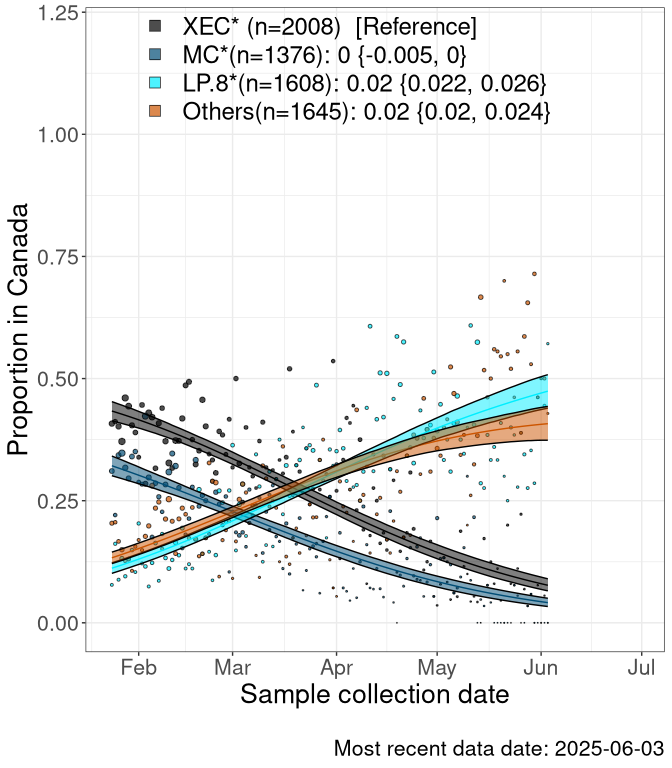 XEC* (n=2008)  [Reference]
MC*(n=1376): 0 {-0.005, 0}
LP.8*(n=1608): 0.02 {0.022, 0.026}
Others(n=1645): 0.02 {0.02, 0.024}
1.25
1.00
0.75
0.50
0.25
0.00
Proportion in Canada
Feb Mar Apr May Jun Jul
Sample collection date
Most recent data date: 2025-06-03